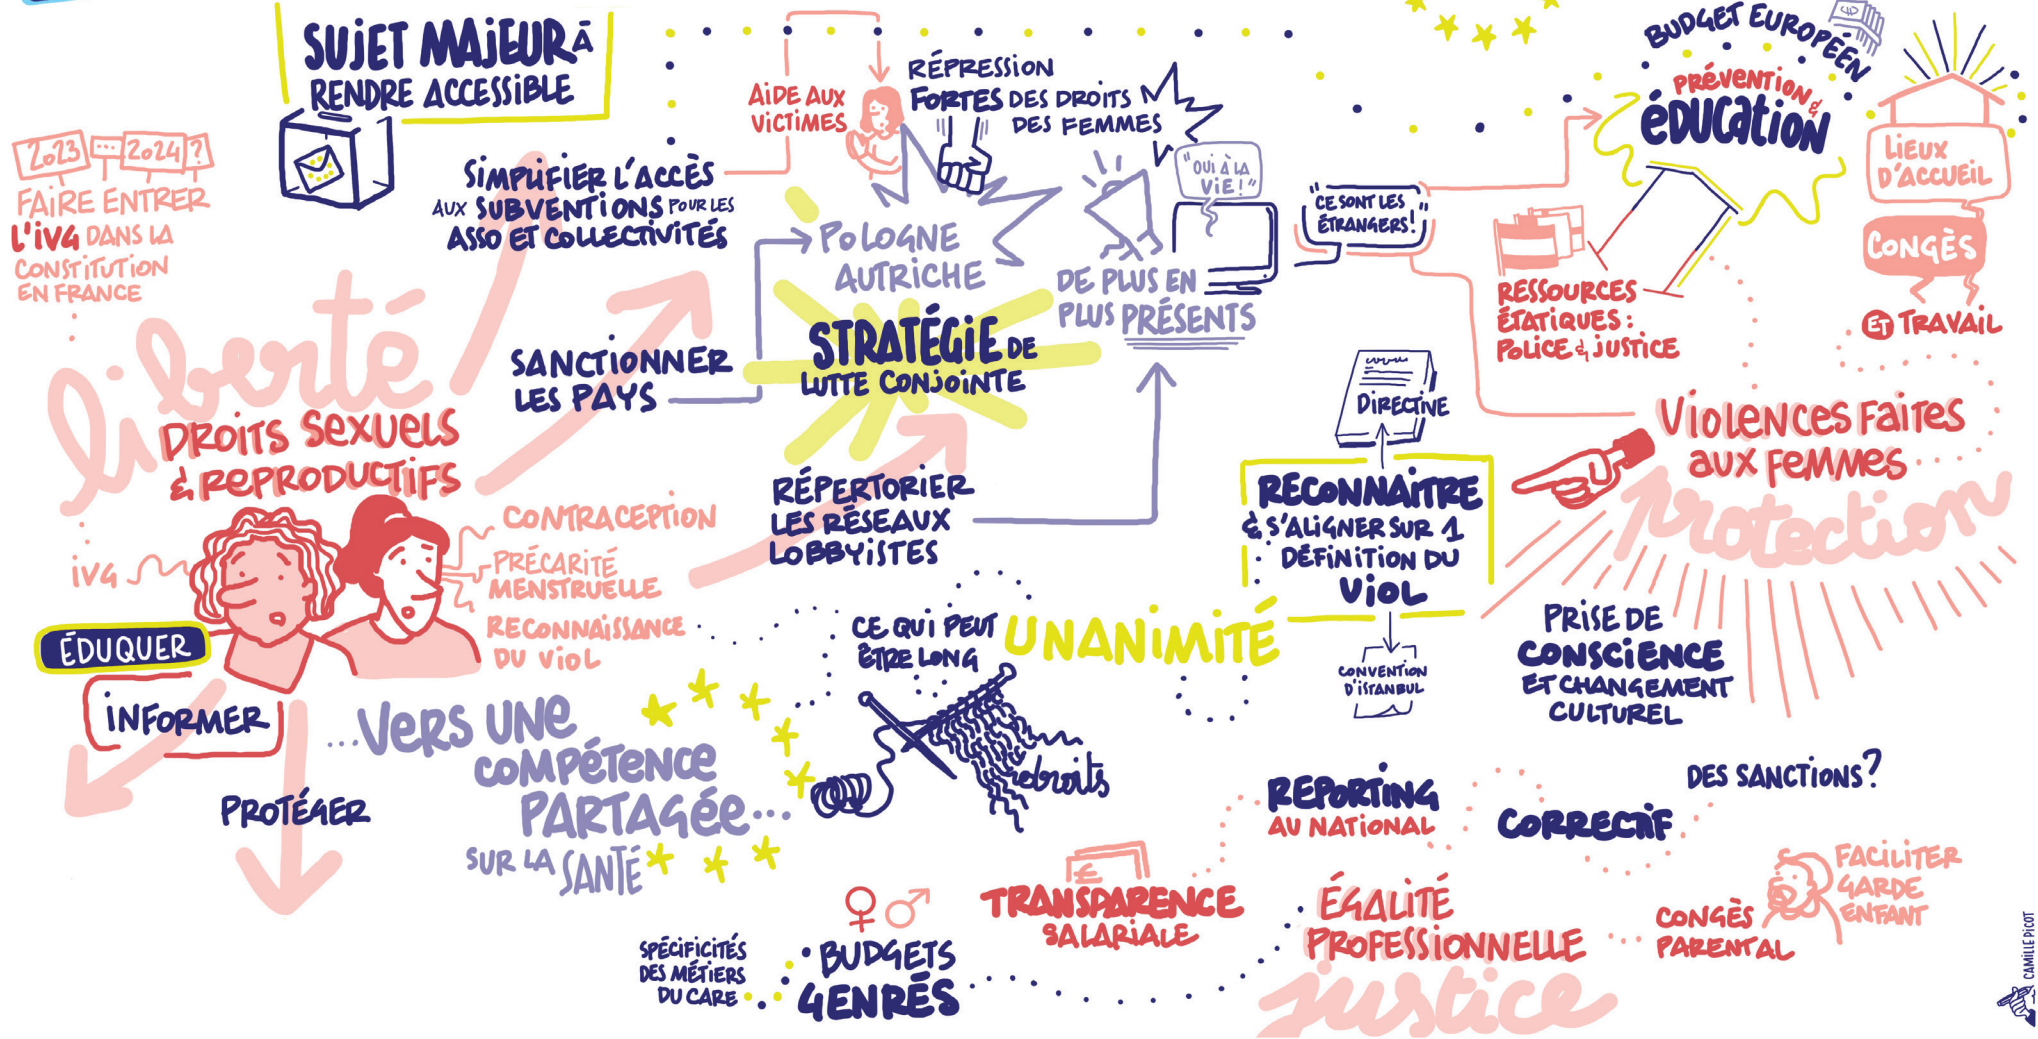 SUJET MAJEUR À
RENDRE ACCESSIBLE
2023 ... 2024 ?
FAIRE ENTRER
L'IVG DANS LA
CONSTITUTION
EN FRANCE
SIMPLIFIER L'ACCÈS
AUX SUBVENTIONS POUR LES
ASSO ET COLLECTIVITÉS
AIDE AUX
VICTIMES
RÉPRESSION
FORTES DES DROITS
DES FEMMES
POLOGNE
AUTRICHE
"OUI À LA
VIE!"
DE PLUS EN
PLUS PRÉSENTS
"CE SONT LES
ÉTRANGERS!"
BUDGET EUROPÉEN
PRÉVENTION &
ÉDUCATION
RESSOURCES
ÉTATIQUES :
POLICE & JUSTICE
LIEUX
D'ACCUEIL
CONGÈS
ET TRAVAIL
liberté
DROITS SEXUELS
& REPRODUCTIFS
SANCTIONNER
LES PAYS
STRATÉGIE DE
LUTTE CONJOINTE
RÉPERTORIER
LES RÉSEAUX
LOBBYISTES
www
DIRECTIVE
RECONNAITRE
& S'ALIGNER SUR 1
DÉFINITION DU
VIOL
CONVENTION
D'ISTANBUL
VIOLENCES FAITES
AUX FEMMES
protection
PRISE DE
CONSCIENCE
ET CHANGEMENT
CULTUREL
IVG
CONTRACEPTION
PRÉCARITÉ
MENSTRUELLE
RECONNAISSANCE
DU VIOL
ÉDUQUER
INFORMER
PROTÉGER
...VERS UNE
COMPÉTENCE
PARTAGÉE...
SUR LA SANTÉ
CE QUI PEUT
ÊTRE LONG
UNANIMITÉ
droits
REPORTING
AU NATIONAL
CORRECTIF
DES SANCTIONS?
€
TRANSPARENCE
SALARIALE
ÉGALITÉ
PROFESSIONNELLE
justice
CONGÈS
PARENTAL
FACILITER
GARDE
ENFANT
SPÉCIFICITÉS
DES MÉTIERS
DU CARE
BUDGETS
GENRÉS
CAMILLE PICOT